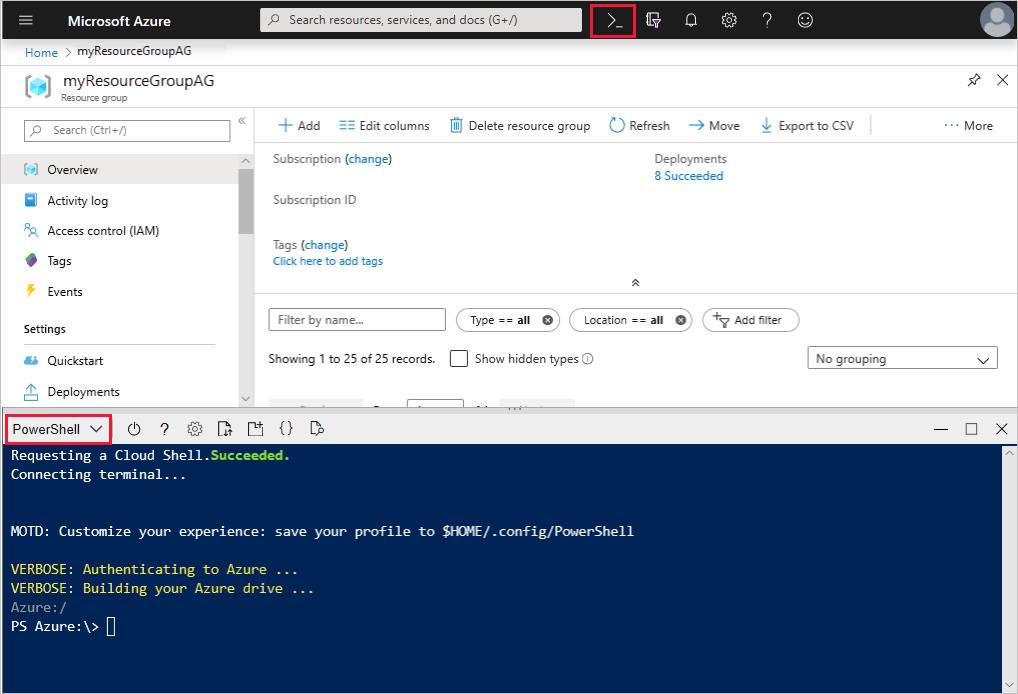 Microsoft Azure
Search resources, services, and docs (G+/)
Home > myResourceGroupAG
myResourceGroupAG
Resource group
Search (Ctrl+/)
Overview
Activity log
Access control (IAM)
Tags
Events
Settings
Quickstart
Deployments
Add Edit columns Delete resource group Refresh Move Export to CSV ··· More
Subscription (change)
Deployments
8 Succeeded
Subscription ID
Tags (change)
Click here to add tags
Filter by name...
Type == all
Location == all
Add filter
Showing 1 to 25 of 25 records.
Show hidden types
No grouping
PowerShell
Requesting a Cloud Shell.Succeeded.
Connecting terminal...
MOTD: Customize your experience: save your profile to $HOME/.config/PowerShell
VERBOSE: Authenticating to Azure ...
VERBOSE: Building your Azure drive ...
Azure:/
PS Azure:\>